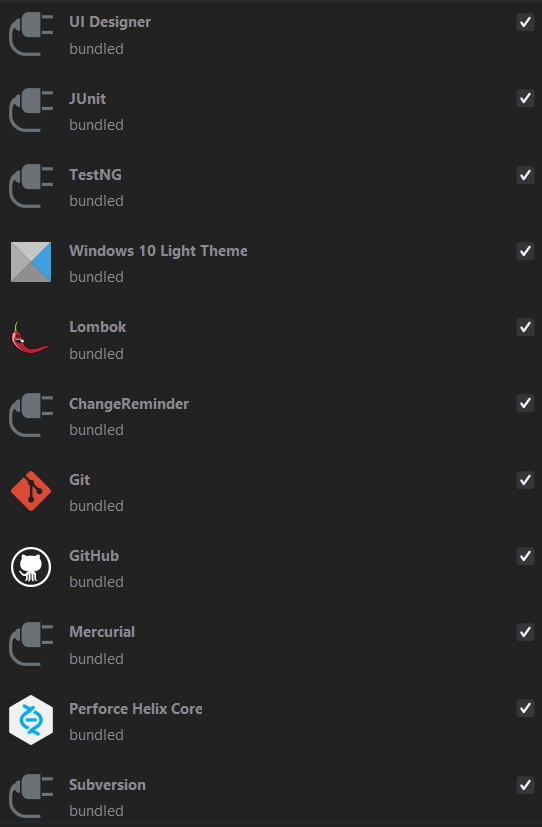 UI Designer
bundled
JUnit
bundled
TestNG
bundled
Windows 10 Light Theme
bundled
Lombok
bundled
ChangeReminder
bundled
Git
bundled
GitHub
bundled
Mercurial
bundled
Perforce Helix Core
bundled
Subversion
bundled